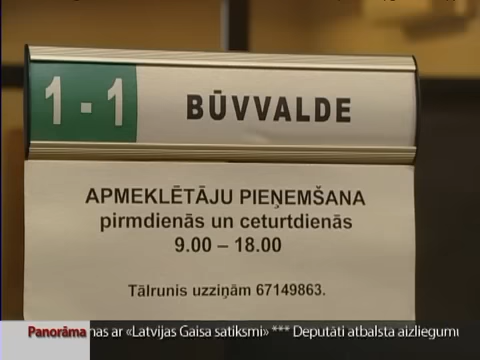 1 - 1 BŪVVALDE
APMEKLĒTĀJU PIEŅEMŠANA
pirmdienās un ceturtdienās
9.00 – 18.00
Tālrunis uzziņām 67149863.
Panorāma nas ar «Latvijas Gaisa satiksmi» *** Deputāti atbalsta aizliegumu